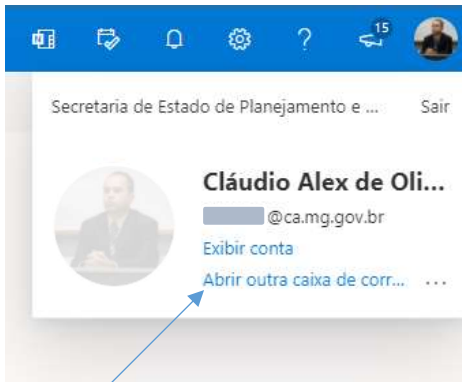 15
Secretaria de Estado de Planejamento e ... Sair
Cláudio Alex de Oli...
@ca.mg.gov.br
Exibir conta
Abrir outra caixa de corr... ...